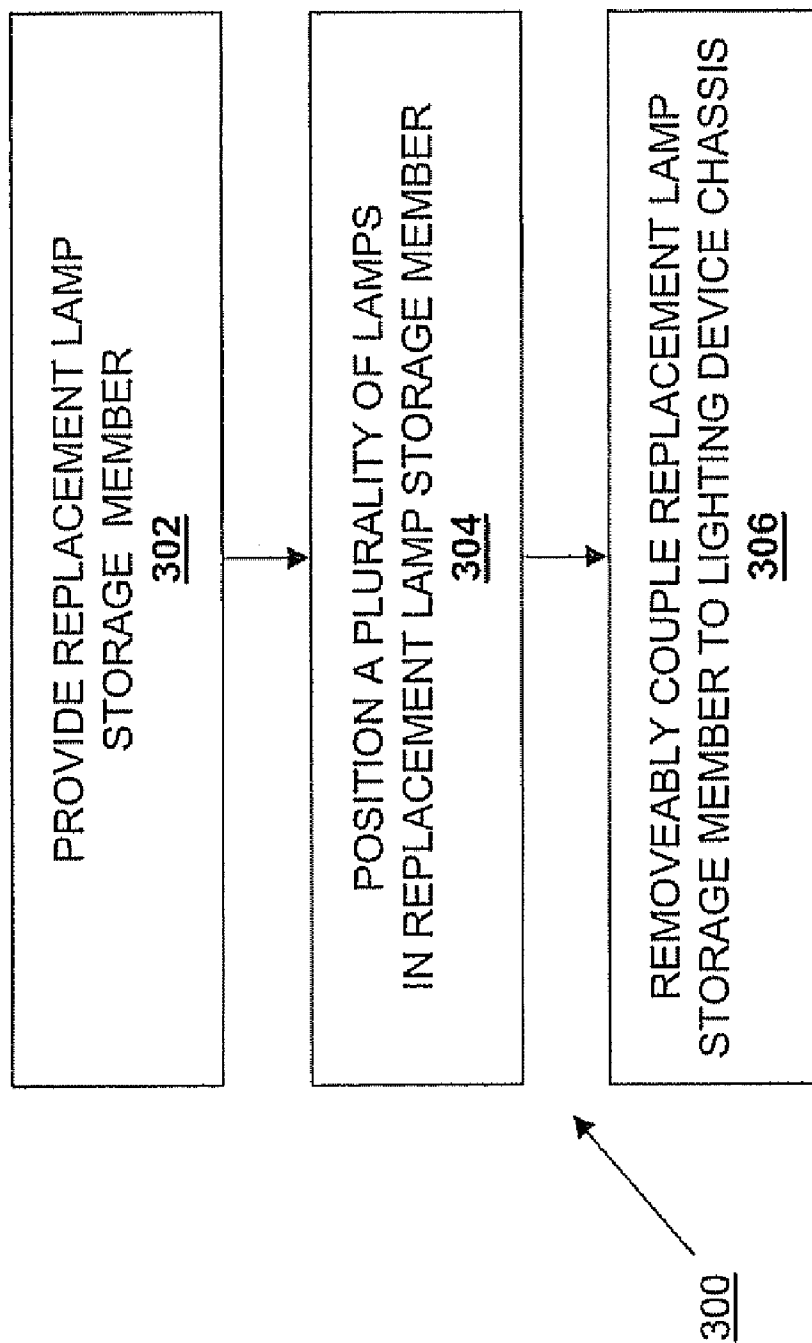 PROVIDE REPLACEMENT LAMP
STORAGE MEMBER
302
POSITION A PLURALITY OF LAMPS
IN REPLACEMENT LAMP STORAGE MEMBER
304
REMOVEABLY COUPLE REPLACEMENT LAMP
STORAGE MEMBER TO LIGHTING DEVICE CHASSIS
306
300